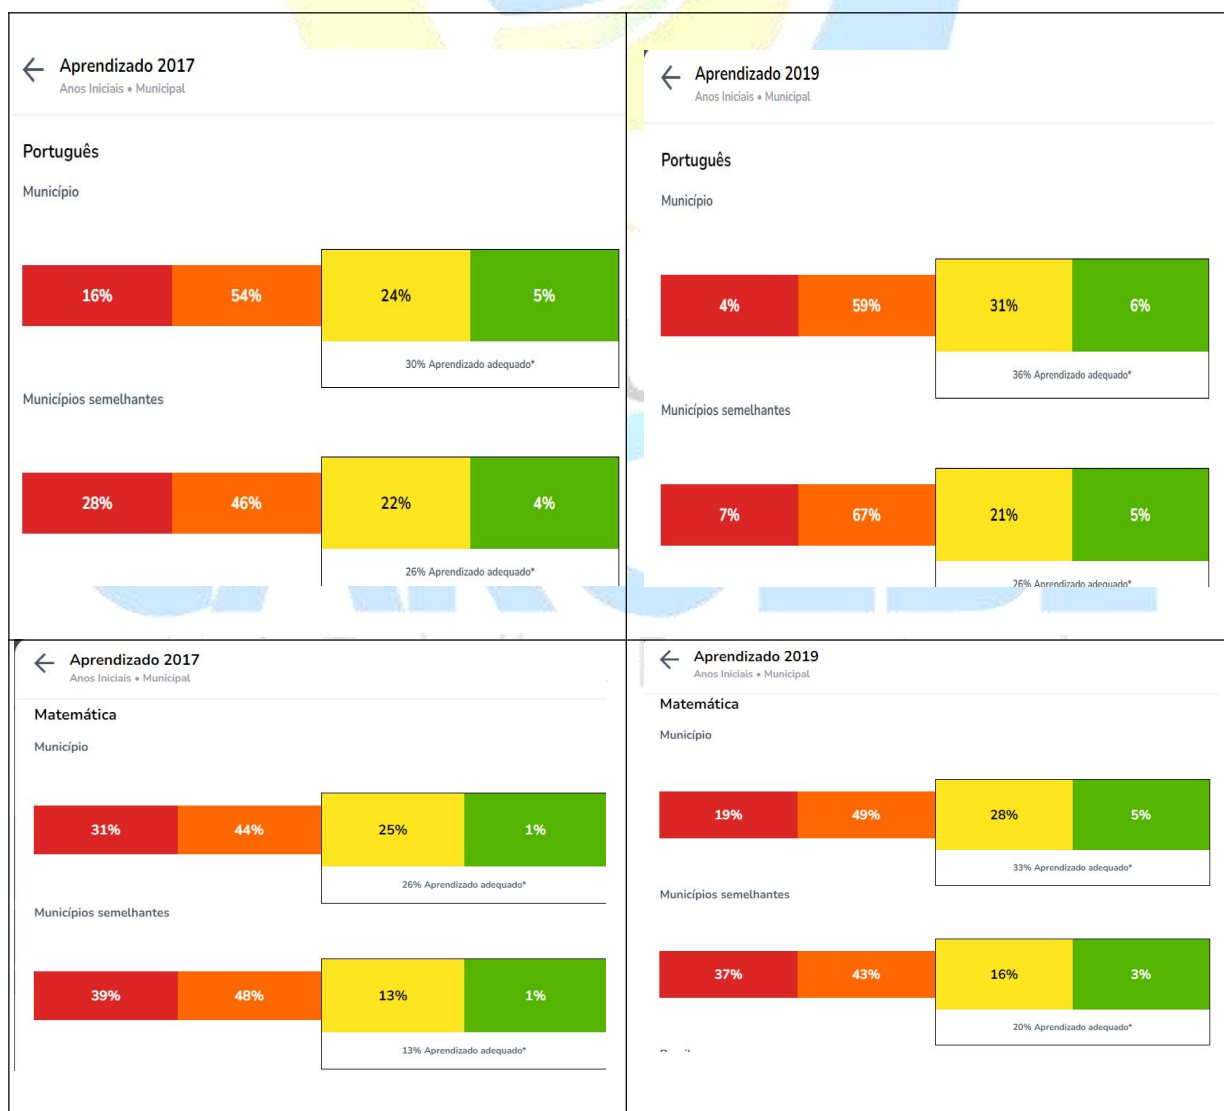 Aprendizado 2017
Anos Iniciais • Municipal
Português
Município
16% 54% 24% 5%
30% Aprendizado adequado*
Municípios semelhantes
28% 46% 22% 4%
26% Aprendizado adequado*
Aprendizado 2019
Anos Iniciais • Municipal
Português
Município
4% 59% 31% 6%
36% Aprendizado adequado*
Municípios semelhantes
7% 67% 21% 5%
26% Aprendizado adequado*
Aprendizado 2017
Anos Iniciais • Municipal
Matemática
Município
31% 44% 25% 1%
26% Aprendizado adequado*
Municípios semelhantes
39% 48% 13% 1%
13% Aprendizado adequado*
Aprendizado 2019
Anos Iniciais • Municipal
Matemática
Município
19% 49% 28% 5%
33% Aprendizado adequado*
Municípios semelhantes
37% 43% 16% 3%
20% Aprendizado adequado*